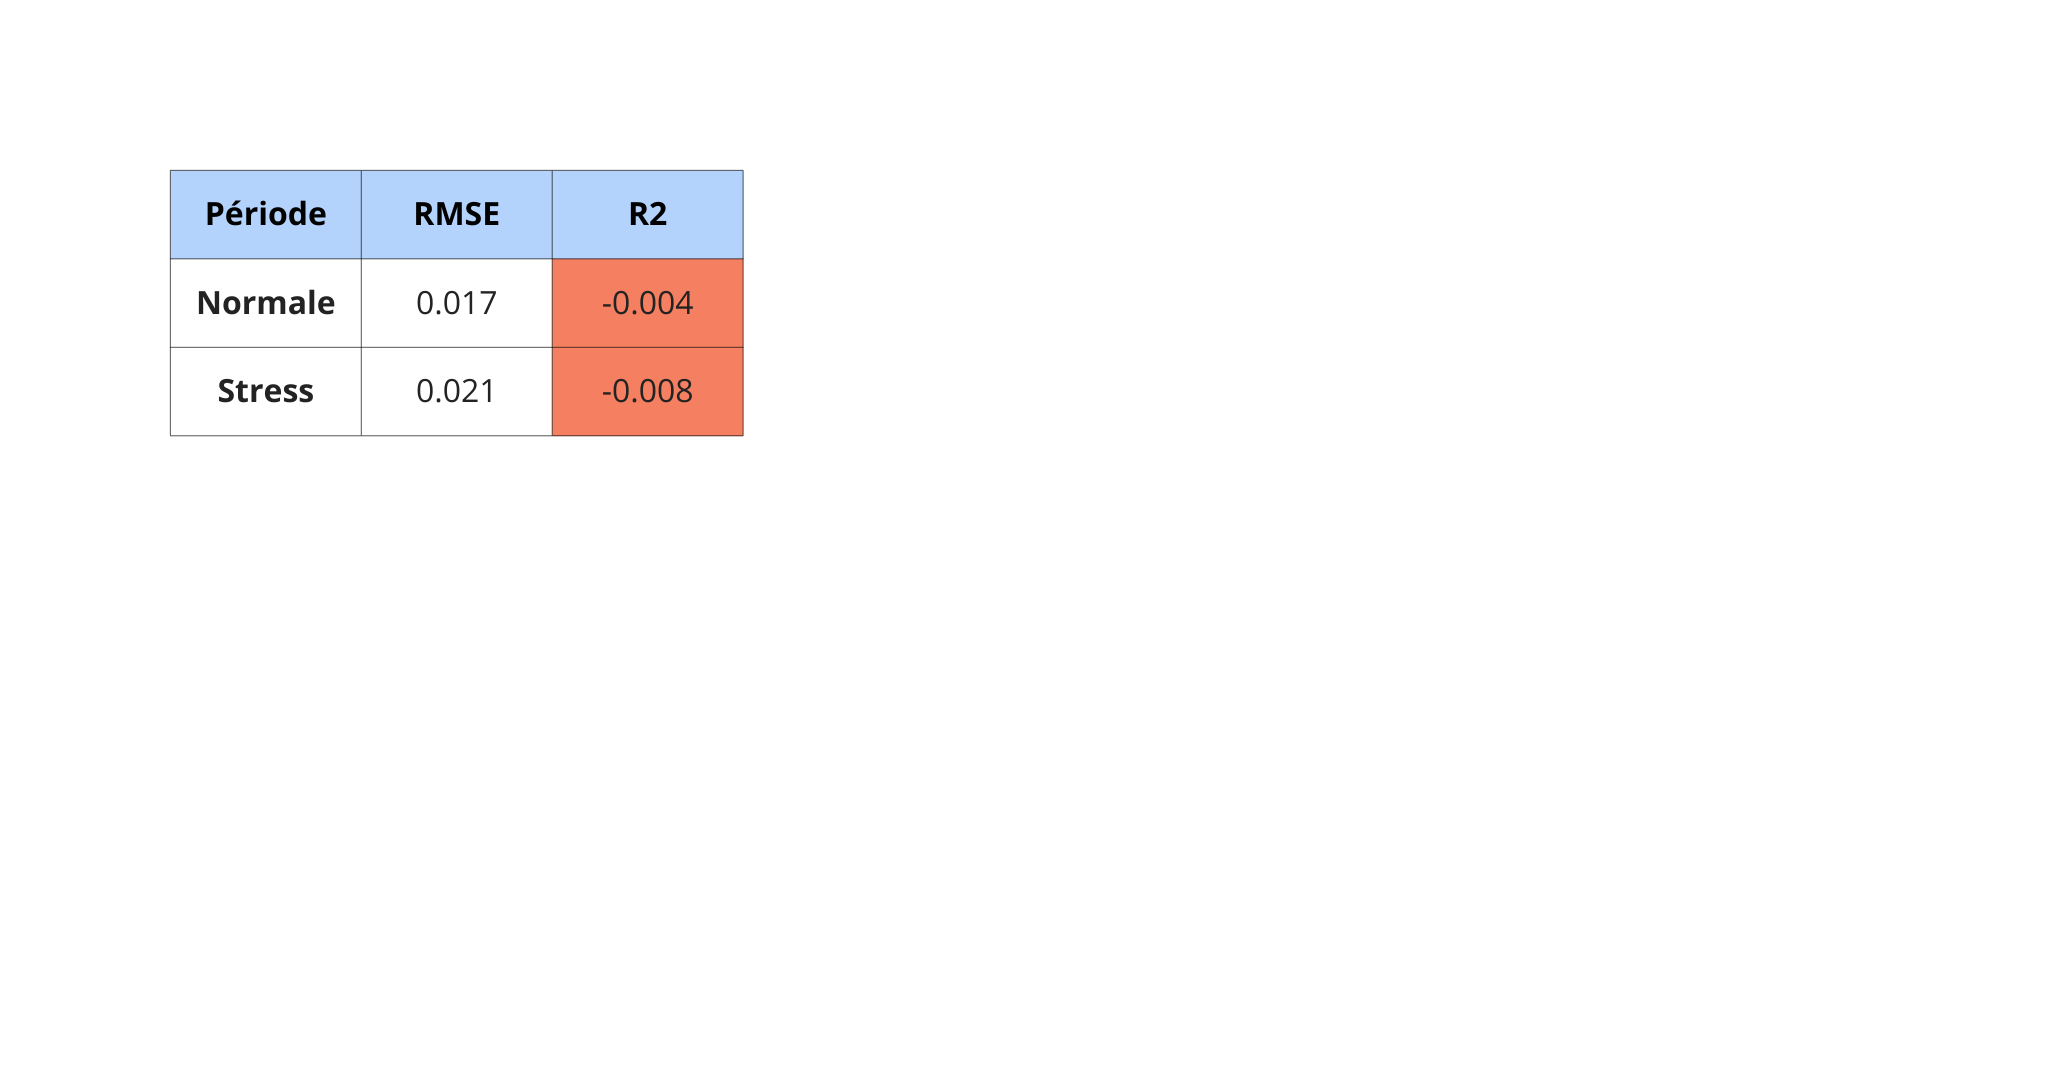 Période RMSE R2
Normale 0.017 -0.004
Stress 0.021 -0.008